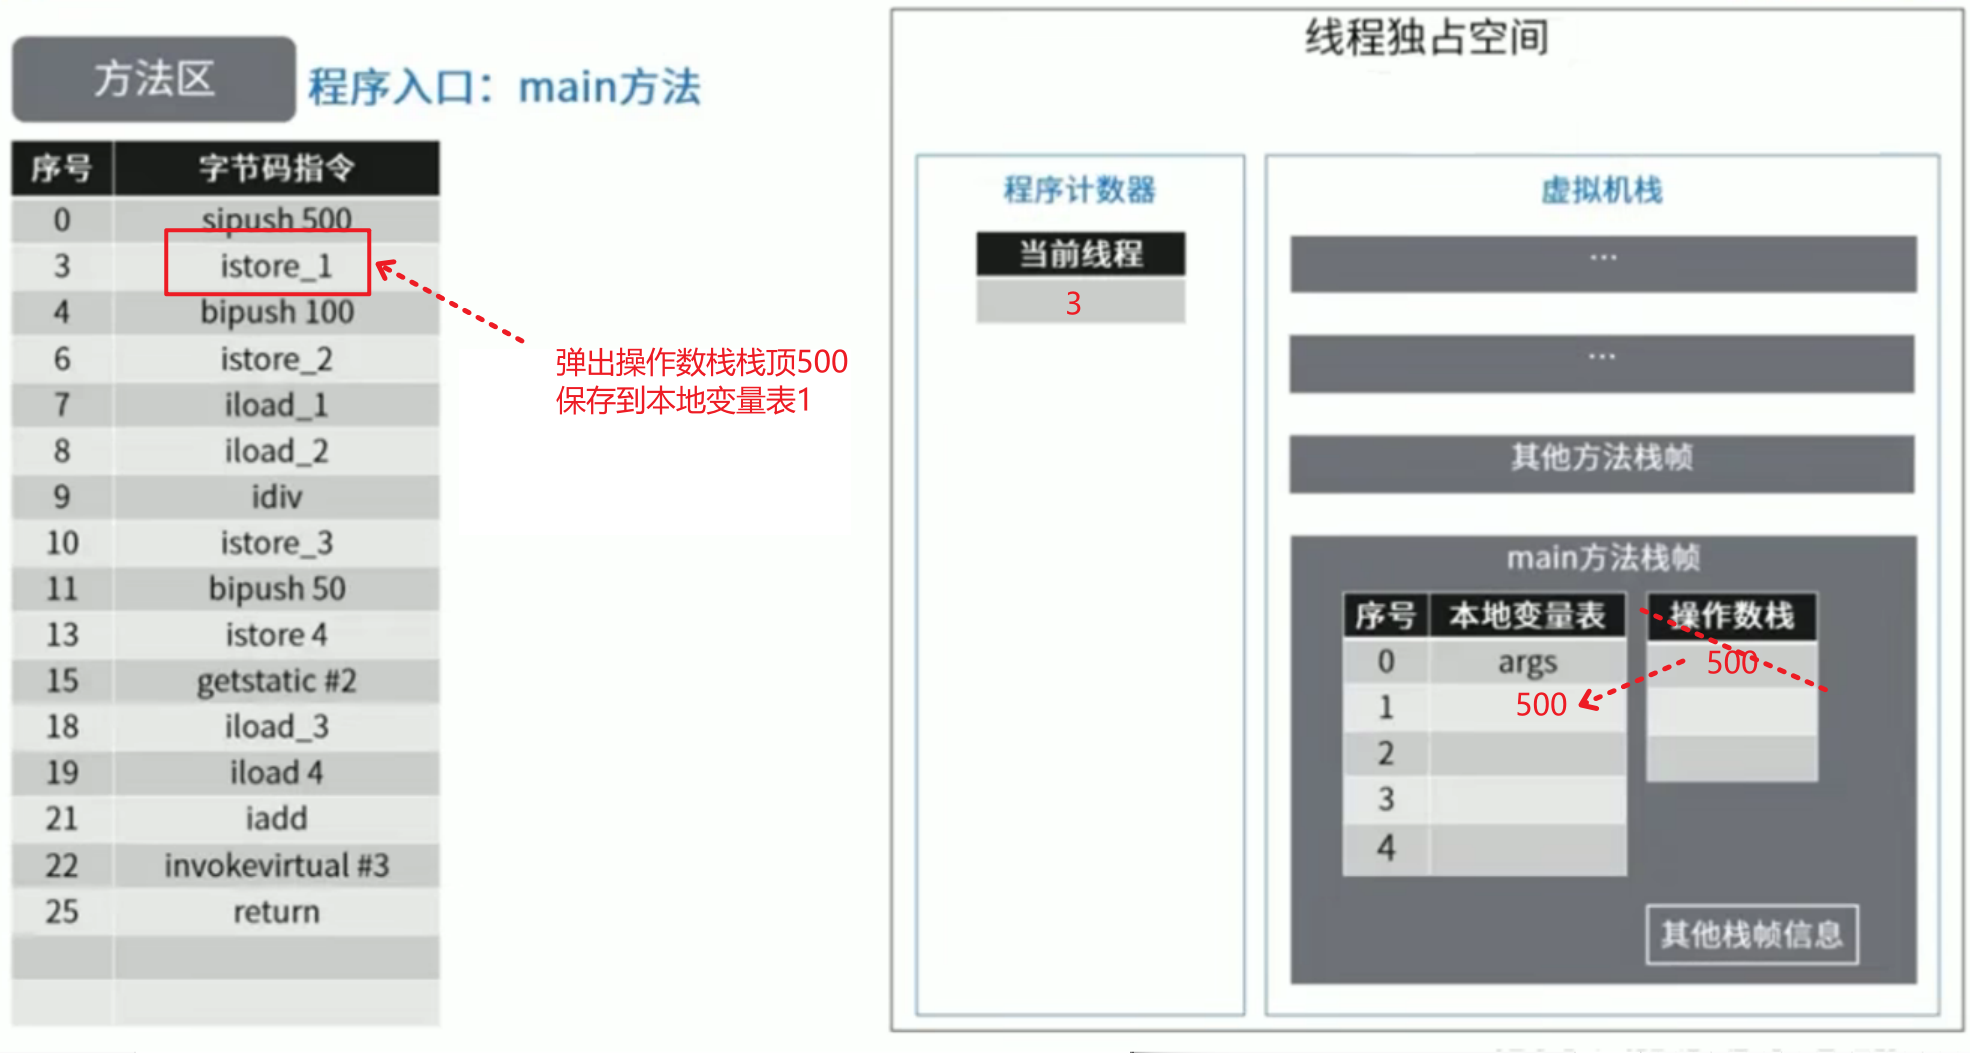 方法区
程序入口：main方法
序号 字节码指令
0 sipush 500
3 istore_1
4 bipush 100
6 istore_2
7 iload_1
8 iload_2
9 idiv
10 istore_3
11 bipush 50
13 istore 4
15 getstatic #2
18 iload_3
19 iload 4
21 iadd
22 invokevirtual #3
25 return
弹出操作数栈栈顶500
保存到本地变量表1
线程独占空间
程序计数器
当前线程
3
虚拟机栈
...
...
其他方法栈帧
main方法栈帧
序号 本地变量表 操作数栈
0 args 500
1 500
2
3
4
其他栈帧信息